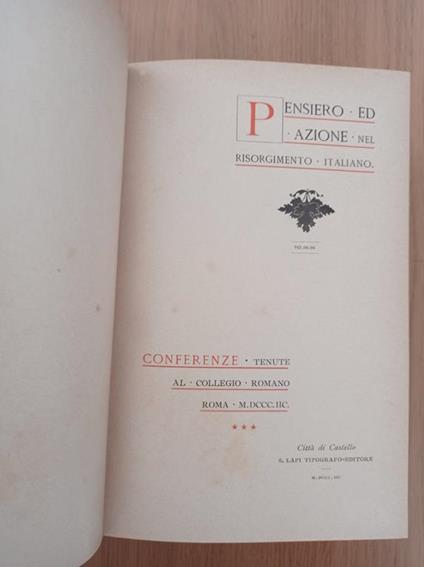 PENSIERO · ED
· AZIONE · NEL
RISORGIMENTO · ITALIANO.
CONFERENZE · TENUTE
AL · COLLEGIO · ROMANO
ROMA · M.DCCC.IIC.
Città di Castello
S. LAPI TIPOGRAFO-EDITORE